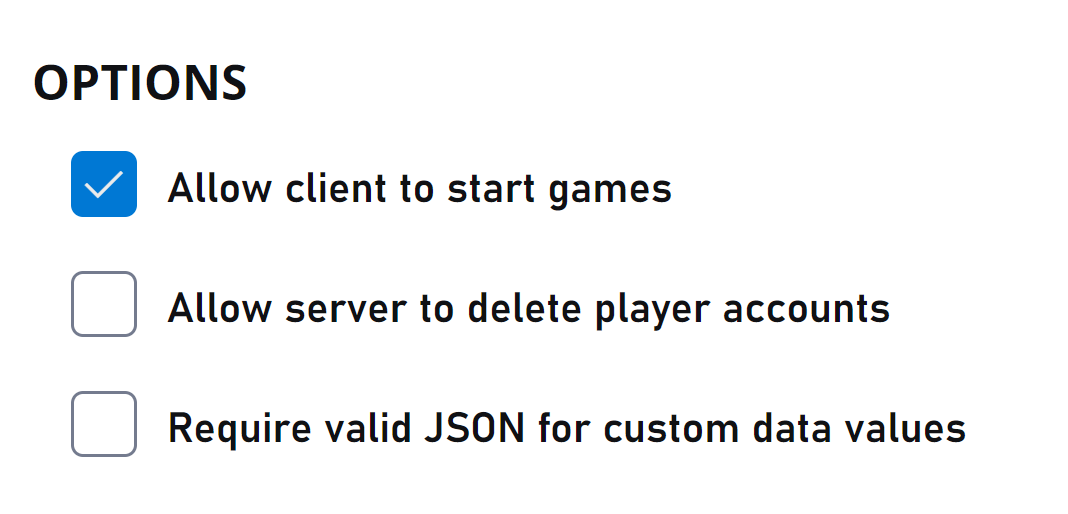 OPTIONS
Allow client to start games
Allow server to delete player accounts
Require valid JSON for custom data values